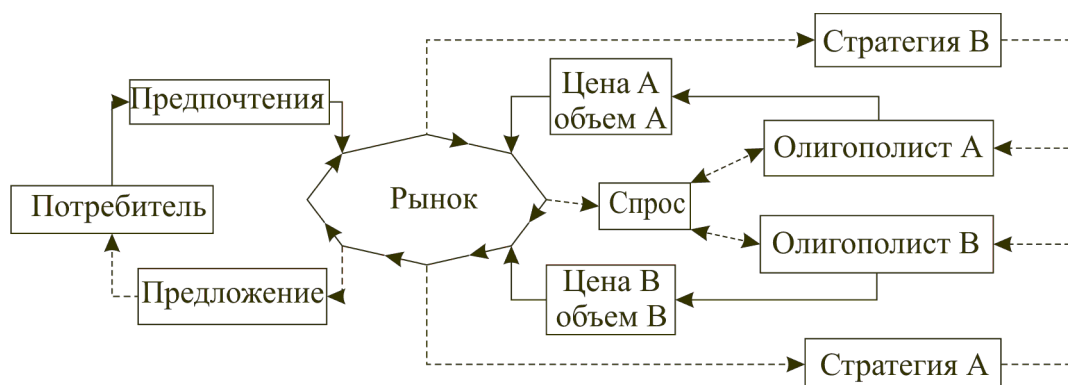 Стратегия В
Цена А
объем А
Предпочтения
Олигополист А
Потребитель
Рынок
Спрос
Олигополист В
Предложение
Цена В
объем В
Стратегия А